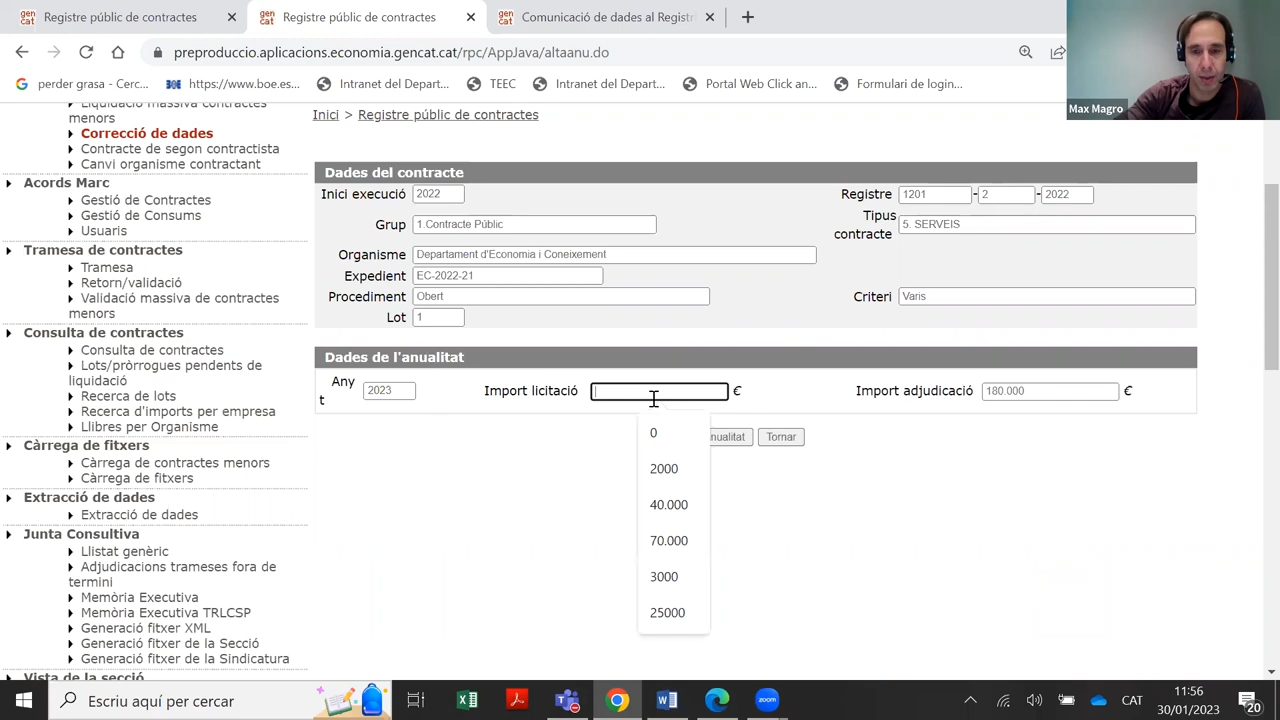 gen
cat
Registre públic de contractes
gen
cat
Registre públic de contractes
gen
cat
Comunicació de dades al Registr
preproduccio.aplicacions.economia.gencat.cat/rpc/AppJava/altaanu.do
perder grasa - Cerc...
https://www.boe.es...
Intranet del Depart...
TEEC
Intranet del Depart...
Portal Web Click an...
Formulari de login...
Max Magro
Liquidació massiva contractes
menors
Correcció de dades
Contracte de segon contractista
Canvi organisme contractant
Acords Marc
Gestió de Contractes
Gestió de Consums
Usuaris
Tramesa de contractes
Tramesa
Retorn/validació
Validació massiva de contractes
menors
Consulta de contractes
Consulta de contractes
Lots/pròrrogues pendents de
liquidació
Recerca de lots
Recerca d'imports per empresa
Llibres per Organisme
Càrrega de fitxers
Càrrega de contractes menors
Càrrega de fitxers
Extracció de dades
Extracció de dades
Junta Consultiva
Llistat genèric
Adjudicacions trameses fora de
termini
Memòria Executiva
Memòria Executiva TRLCSP
Generació fitxer XML
Generació fitxer de la Secció
Generació fitxer de la Sindicatura
Vista de la secció
Inici > Registre públic de contractes
Dades del contracte
Inici execució 2022
Registre 1201 - 2 - 2022
Grup 1.Contracte Públic
Tipus
contracte 5. SERVEIS
Organisme Departament d'Economia i Coneixement
Expedient EC-2022-21
Procediment Obert
Criteri Varis
Lot 1
Dades de l'anualitat
Any
t 2023 Import licitació € Import adjudicació 180.000 €
0
2000
40.000
70.000
3000
25000
nualitat
Tornar
Escriu aquí per cercar
zoom
CAT
11:56
30/01/2023
20